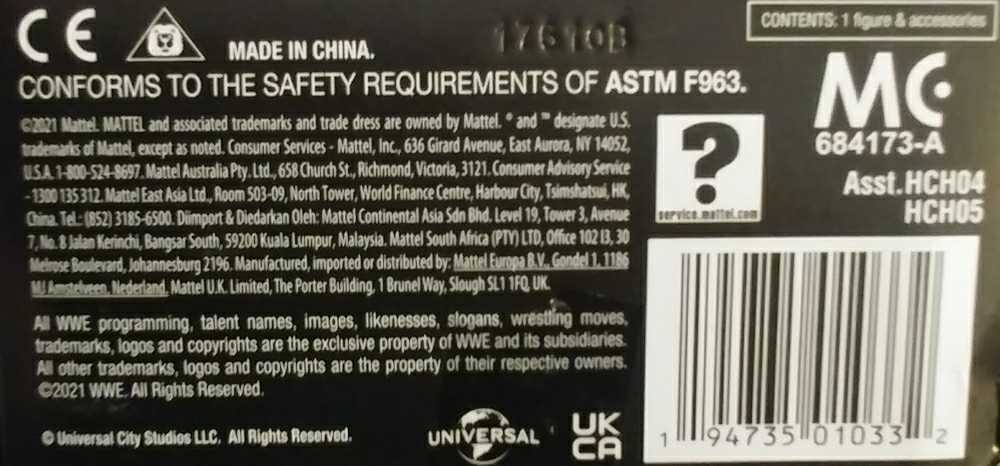 CE
MADE IN CHINA.
17610B
CONTENTS: 1 figure & accessories
CONFORMS TO THE SAFETY REQUIREMENTS OF ASTM F963.
©2021 Mattel. MATTEL and associated trademarks and trade dress are owned by Mattel. ® and ™ designate U.S.
trademarks of Mattel, except as noted. Consumer Services - Mattel, Inc., 636 Girard Avenue, East Aurora, NY 14052,
U.S.A. 1-800-524-8697. Mattel Australia Pty. Ltd., 658 Church St., Richmond, Victoria, 3121. Consumer Advisory Service
- 1300 135 312. Mattel East Asia Ltd., Room 503-09, North Tower, World Finance Centre, Harbour City, Tsimshatsui, HK,
China. Tel.: (852) 3185-6500. Diimport & Diedarkan Oleh: Mattel Continental Asia Sdn Bhd. Level 19, Tower 3, Avenue
7, No. 8 Jalan Kerinchi, Bangsar South, 59200 Kuala Lumpur, Malaysia. Mattel South Africa (PTY) LTD, Office 102 I3, 30
Melrose Boulevard, Johannesburg 2196. Manufactured, imported or distributed by: Mattel Europa B.V., Gondel 1, 1186
MJ Amstelveen, Nederland. Mattel U.K. Limited, The Porter Building, 1 Brunel Way, Slough SL1 1FQ, UK.
All WWE programming, talent names, images, likenesses, slogans, wrestling moves,
trademarks, logos and copyrights are the exclusive property of WWE and its subsidiaries.
All other trademarks, logos and copyrights are the property of their respective owners.
©2021 WWE. All Rights Reserved.
© Universal City Studios LLC. All Rights Reserved.
UNIVERSAL
UK
CA
?
service.mattel.com
MC
684173-A
Asst. HCH04
HCH05
1 94735 01033 2